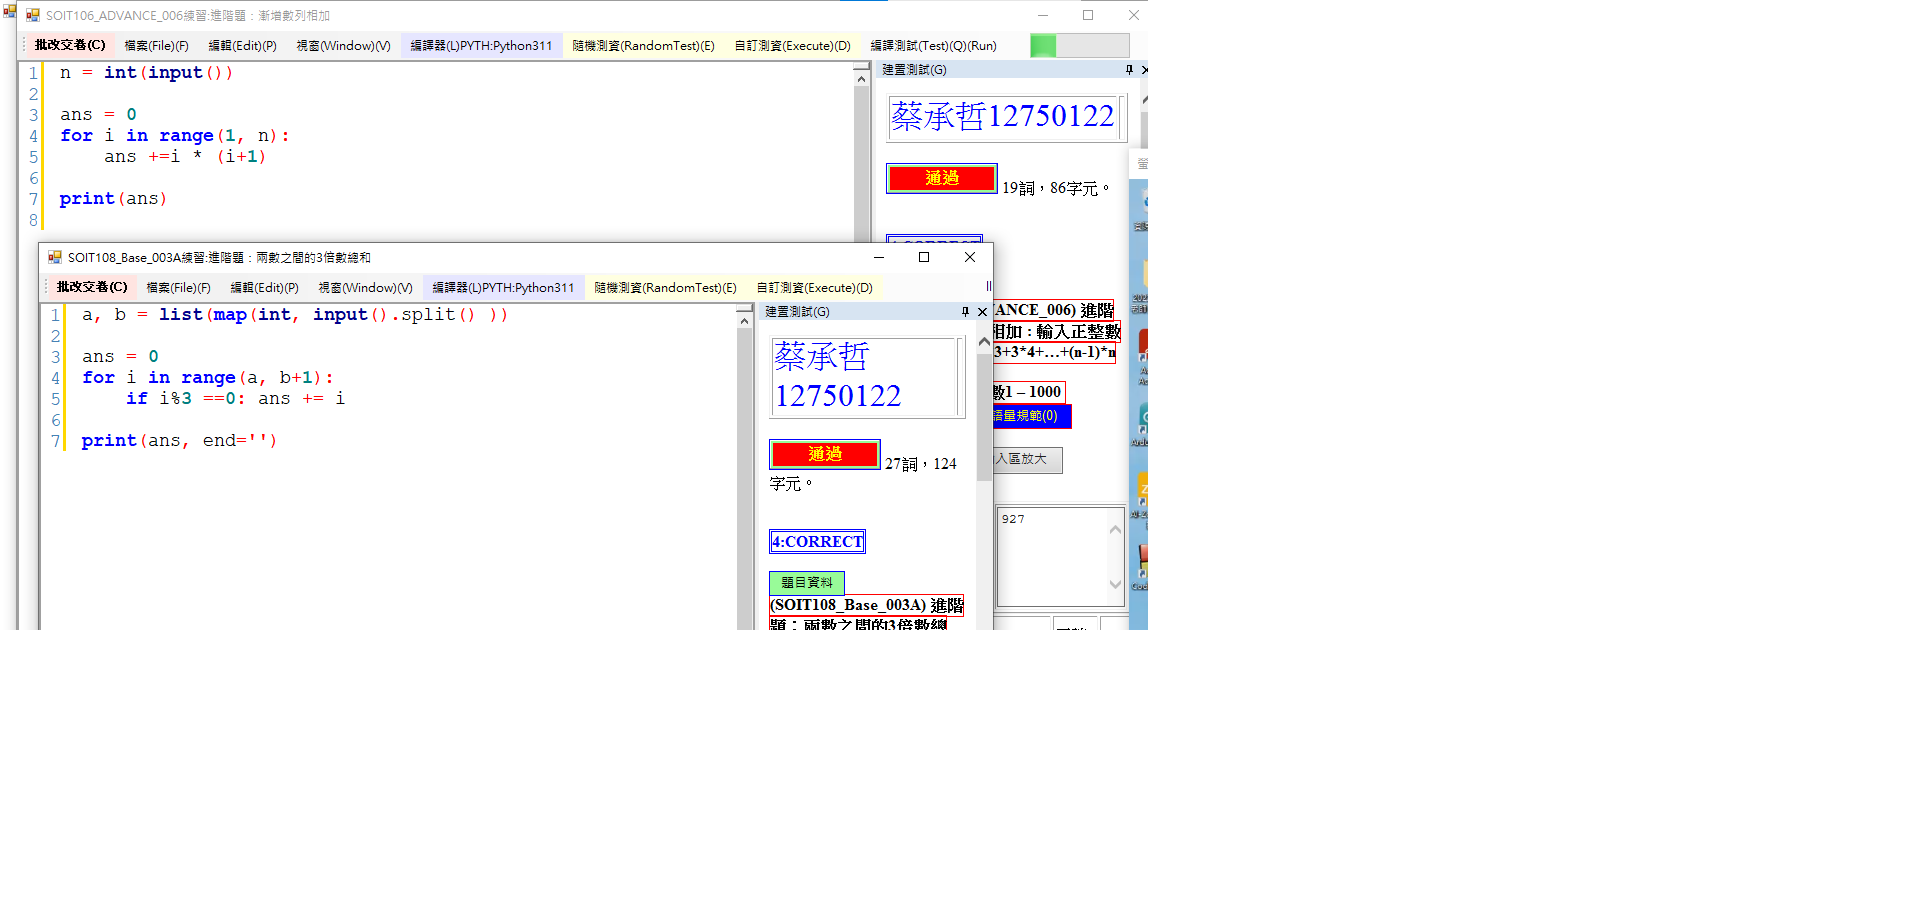 SOIT106_ADVANCE_006練習:進階題：漸增數列相加
批改交卷(C) 檔案(File)(F) 編輯(Edit)(P) 視窗(Window)(V) 編譯器(L)PYTH:Python311 隨機測資(RandomTest)(E) 自訂測資(Execute)(D) 編譯測試(Test)(Q)(Run)
1 n = int(input())
2
3 ans = 0
4 for i in range(1, n):
5 ans +=i * (i+1)
6
7 print(ans)
8
建置測試(G)
蔡承哲12750122
通過 19詞，86字元。
VANCE_006) 進階
相加：輸入正整數
3+3*4+…+(n-1)*n
數1 – 1000
語量規範(0)
入區放大
927
SOIT108_Base_003A練習:進階題：兩數之間的3倍數總和
批改交卷(C) 檔案(File)(F) 編輯(Edit)(P) 視窗(Window)(V) 編譯器(L)PYTH:Python311 隨機測資(RandomTest)(E) 自訂測資(Execute)(D)
1 a, b = list(map(int, input().split() ))
2
3 ans = 0
4 for i in range(a, b+1):
5 if i%3 ==0: ans += i
6
7 print(ans, end='')
建置測試(G)
蔡承哲
12750122
通過 27詞，124
字元。
4:CORRECT
題目資料
(SOIT108_Base_003A) 進階
題：兩數之間的3倍數總